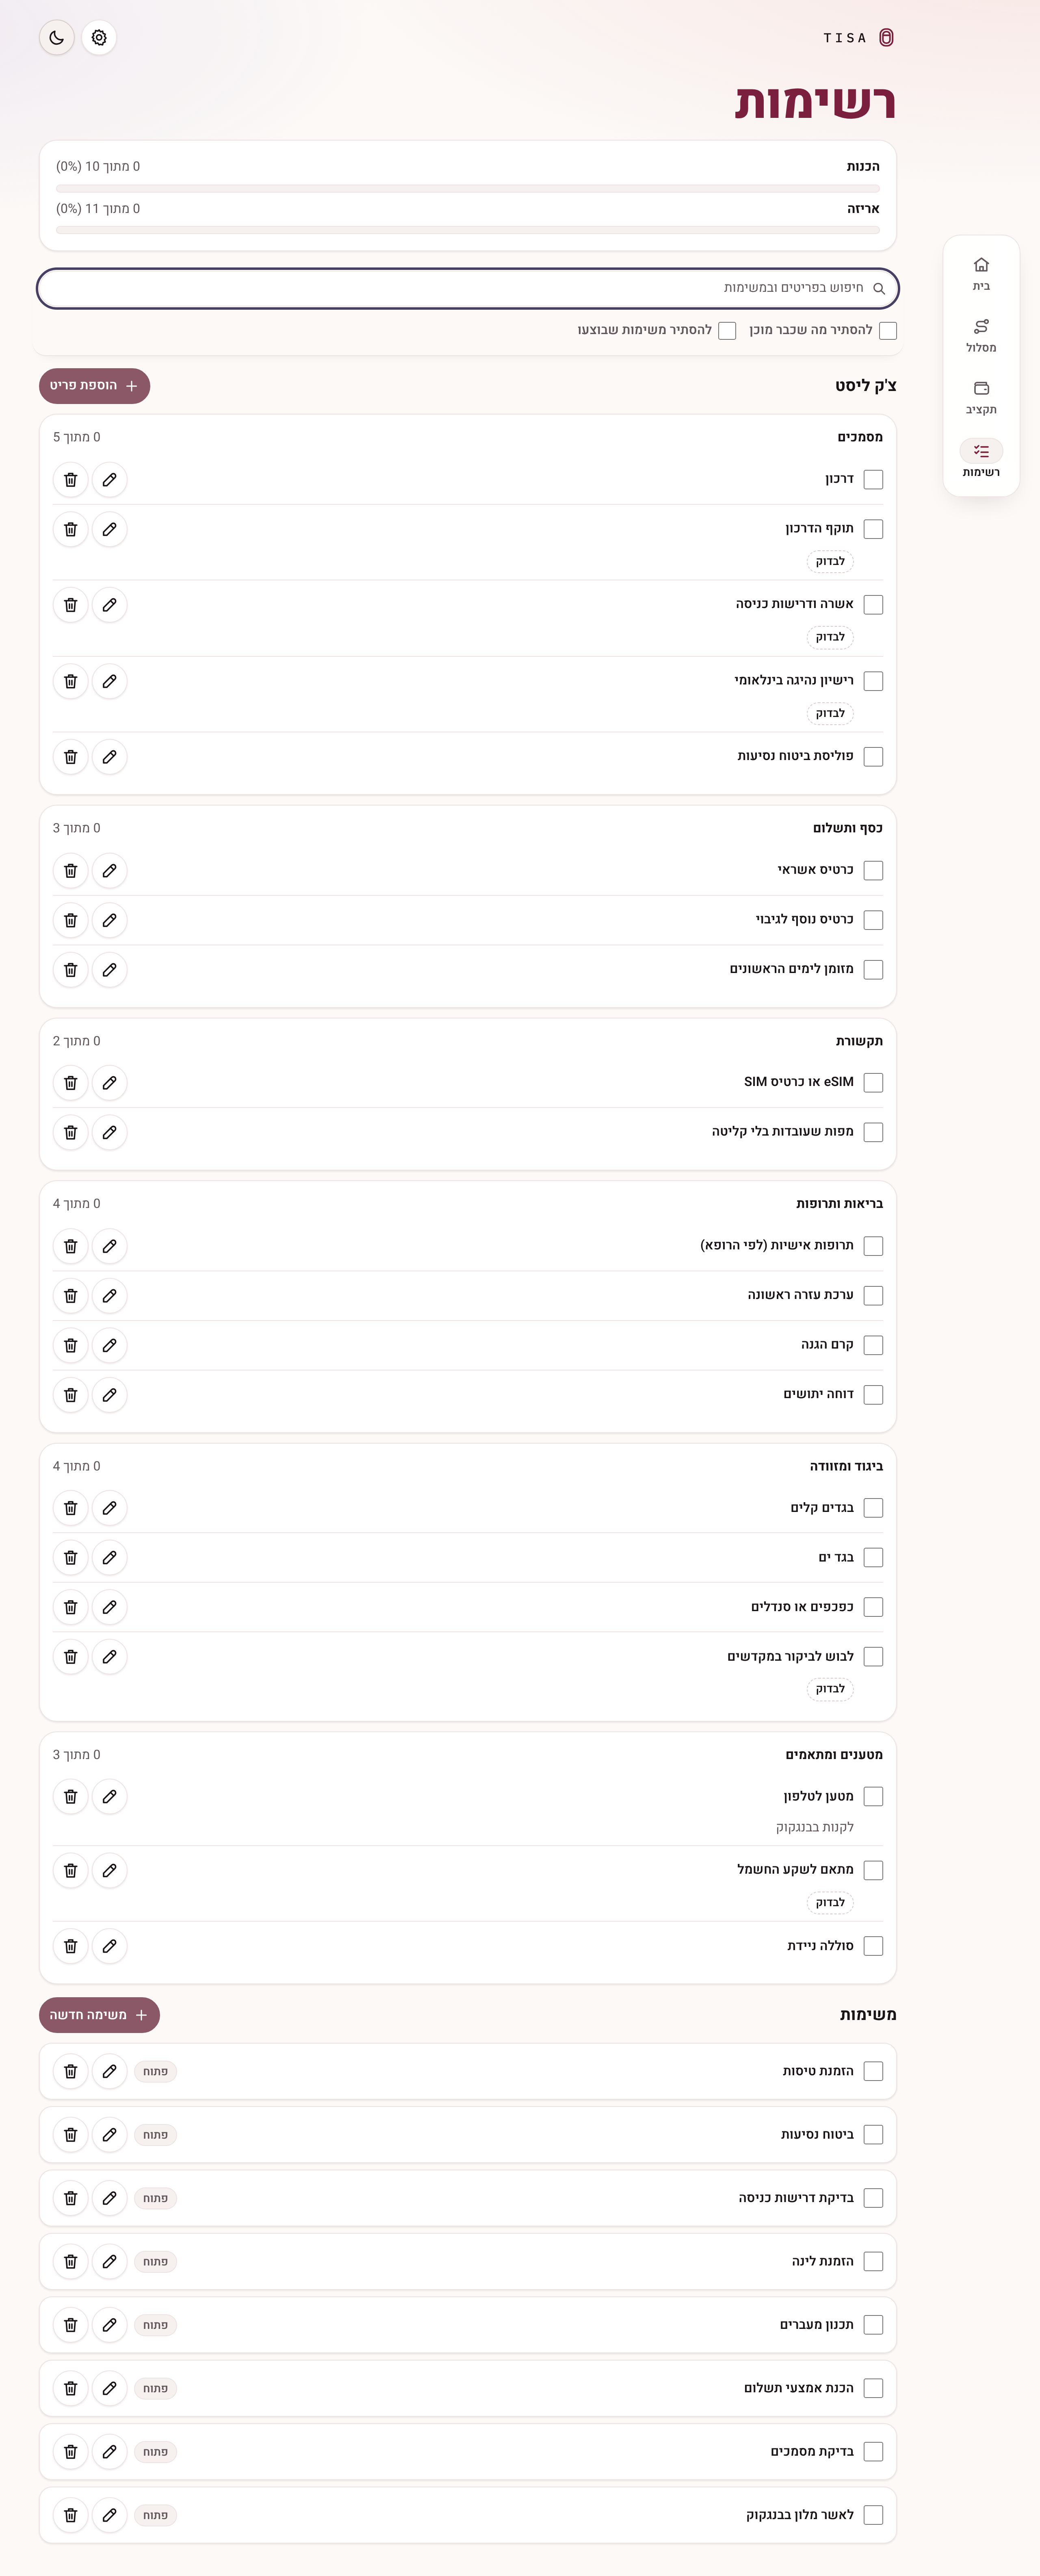 TISA
רשימות
הכנות
0 מתוך 10 (0%)
אריזה
0 מתוך 11 (0%)
חיפוש בפריטים ובמשימות
להסתיר מה שכבר מוכן
להסתיר משימות שבוצעו
בית
מסלול
תקציב
רשימות
צ'ק ליסט
הוספת פריט
מסמכים
0 מתוך 5
דרכון
תוקף הדרכון
לבדוק
אשרה ודרישות כניסה
לבדוק
רישיון נהיגה בינלאומי
לבדוק
פוליסת ביטוח נסיעות
כסף ותשלום
0 מתוך 3
כרטיס אשראי
כרטיס נוסף לגיבוי
מזומן לימים הראשונים
תקשורת
0 מתוך 2
eSIM או כרטיס SIM
מפות שעובדות בלי קליטה
בריאות ותרופות
0 מתוך 4
תרופות אישיות (לפי הרופא)
ערכת עזרה ראשונה
קרם הגנה
דוחה יתושים
ביגוד ומזוודה
0 מתוך 4
בגדים קלים
בגד ים
כפכפים או סנדלים
לבוש לביקור במקדשים
לבדוק
מטענים ומתאמים
0 מתוך 3
מטען לטלפון
לקנות בבנגקוק
מתאם לשקע החשמל
לבדוק
סוללה ניידת
משימות
משימה חדשה
הזמנת טיסות
פתוח
ביטוח נסיעות
פתוח
בדיקת דרישות כניסה
פתוח
הזמנת לינה
פתוח
תכנון מעברים
פתוח
הכנת אמצעי תשלום
פתוח
בדיקת מסמכים
פתוח
לאשר מלון בבנגקוק
פתוח